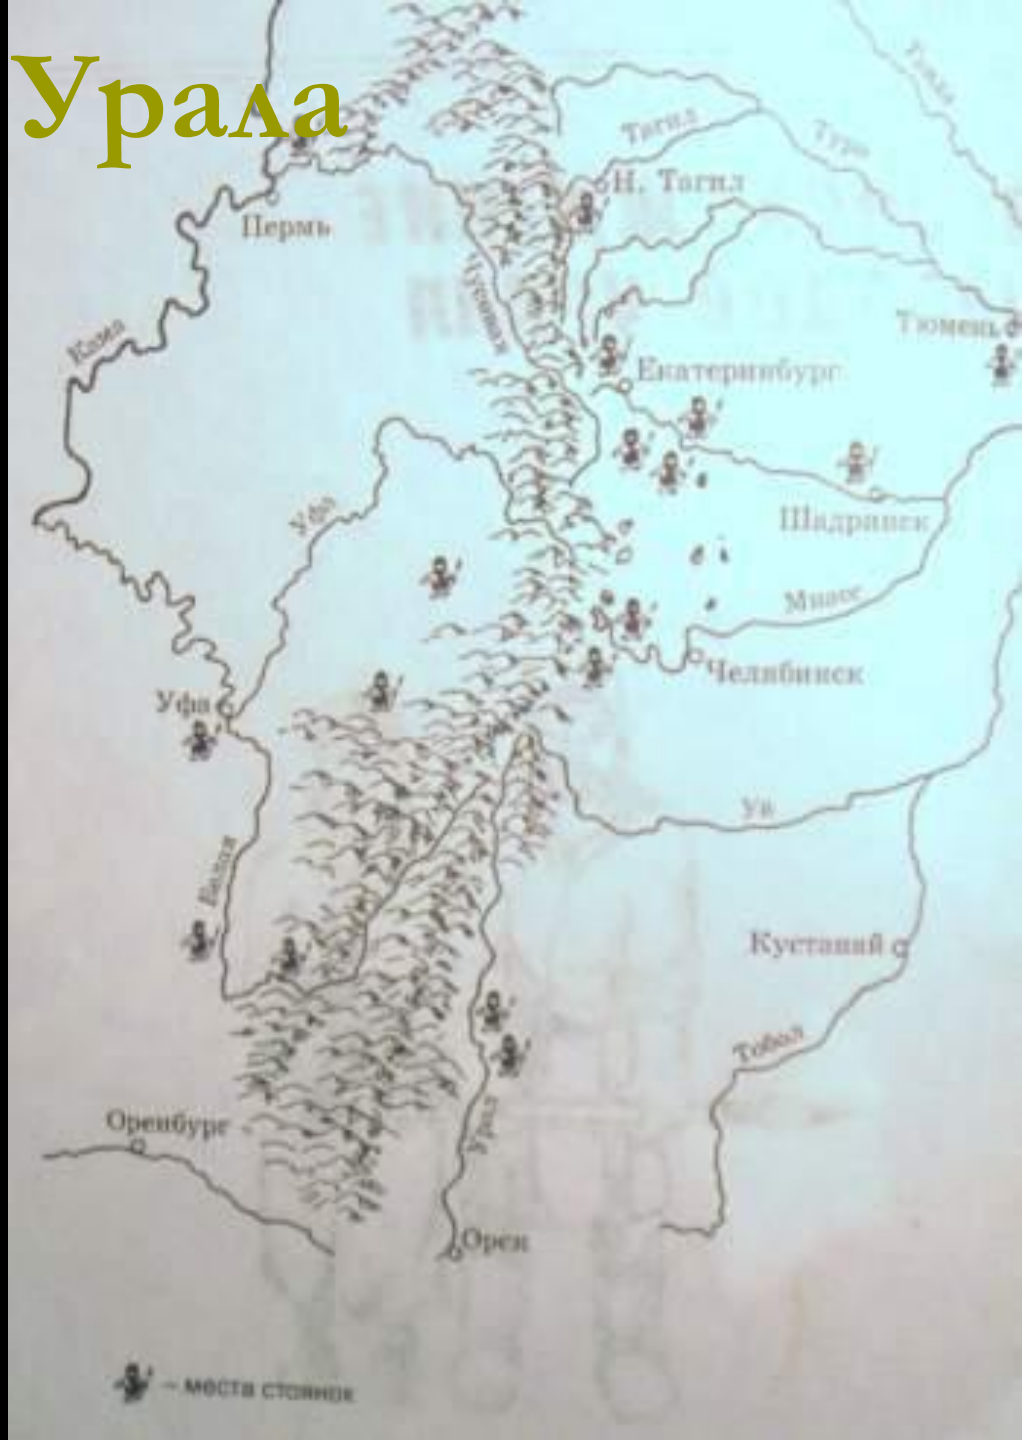 Урала
Тавда
Тагил
Тура
Н. Тагил
Пермь
Чусовая
Кама
Тюмень
Екатеринбург
Уфа
Шадринск
Миасс
Челябинск
Уфа
Уй
Белая
Кустанай
Тобол
Оренбург
Урал
Орск
– места стоянок